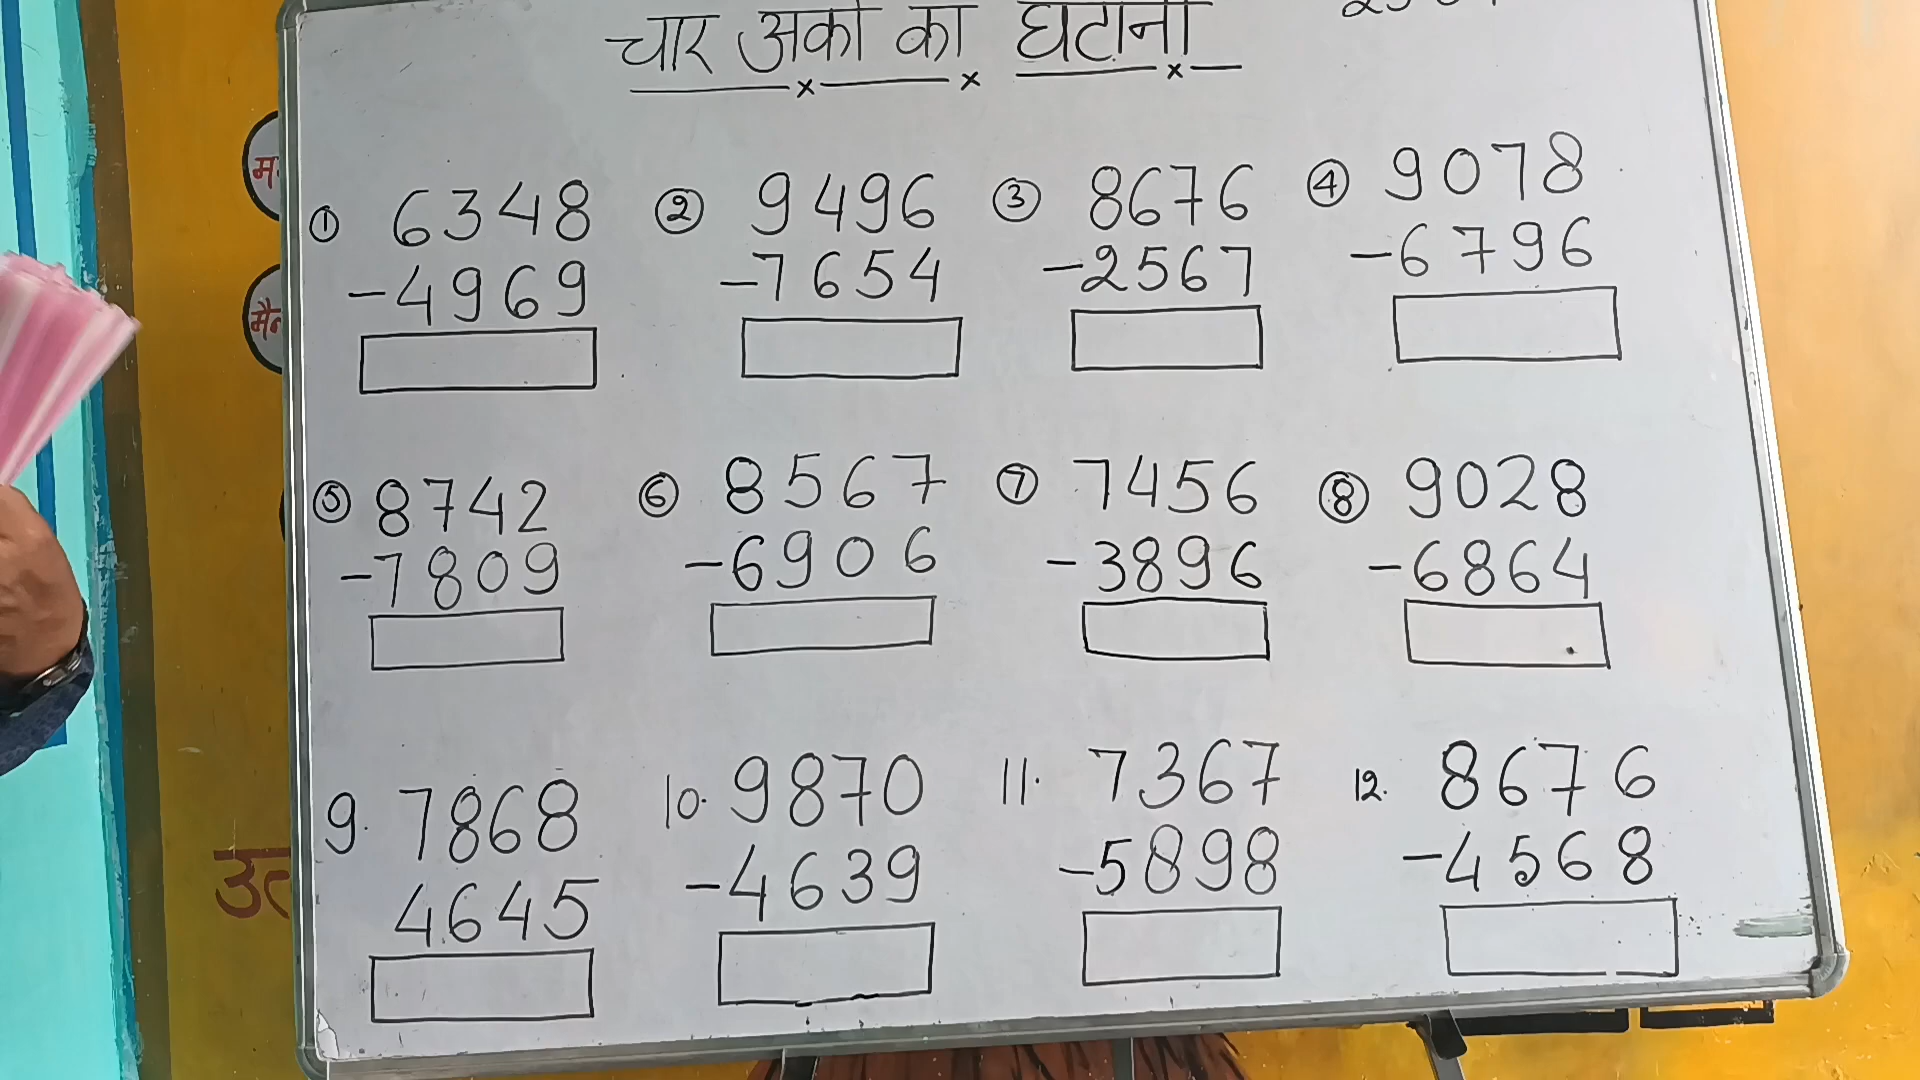 चार अंको का घटाना
① 6348 ② 9496 ③ 8676 ④ 9078
-4969 -7654 -2567 -6796
⑤ 8742 ⑥ 8567 ⑦ 7456 ⑧ 9028
-7809 -6906 -3896 -6864
9. 7868 10. 9870 11. 7367 12. 8676
4645 -4639 -5898 -4568